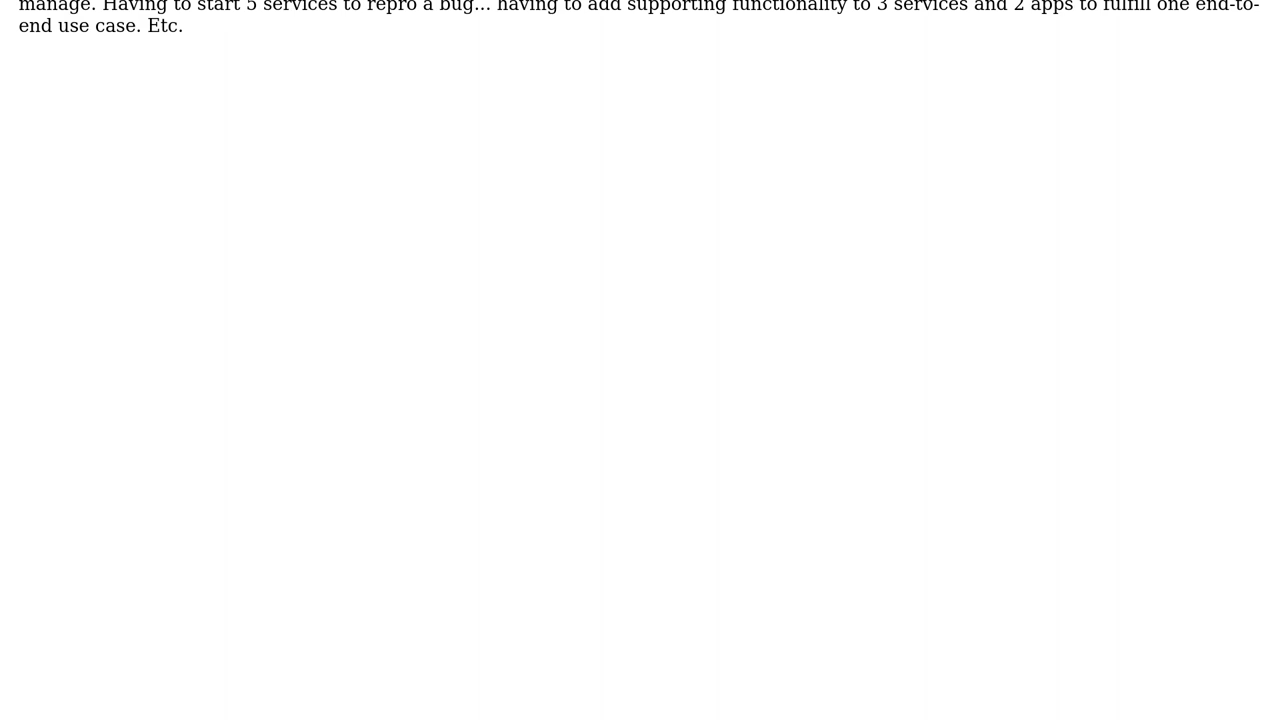 manage. Having to start 5 services to repro a bug... having to add supporting functionality to 3 services and 2 apps to fulfill one end-to-
end use case. Etc.